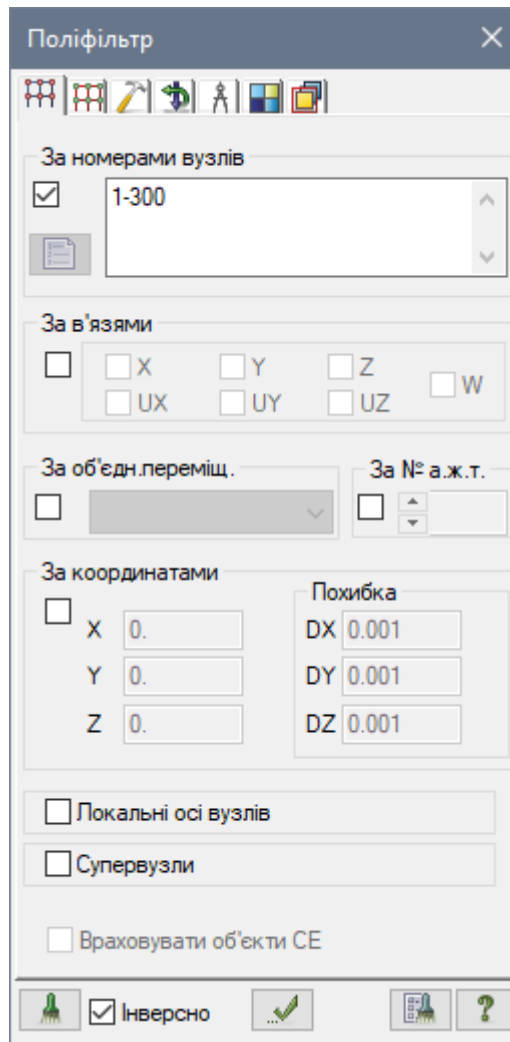 Поліфільтр
За номерами вузлів
1-300
За в'язями
X Y Z W
UX UY UZ
За об'єдн.переміщ. За № а.ж.т.
За координатами
Похибка
X 0. DX 0.001
Y 0. DY 0.001
Z 0. DZ 0.001
Локальні осі вузлів
Супервузли
Враховувати об'єкти СЕ
Інверсно ?